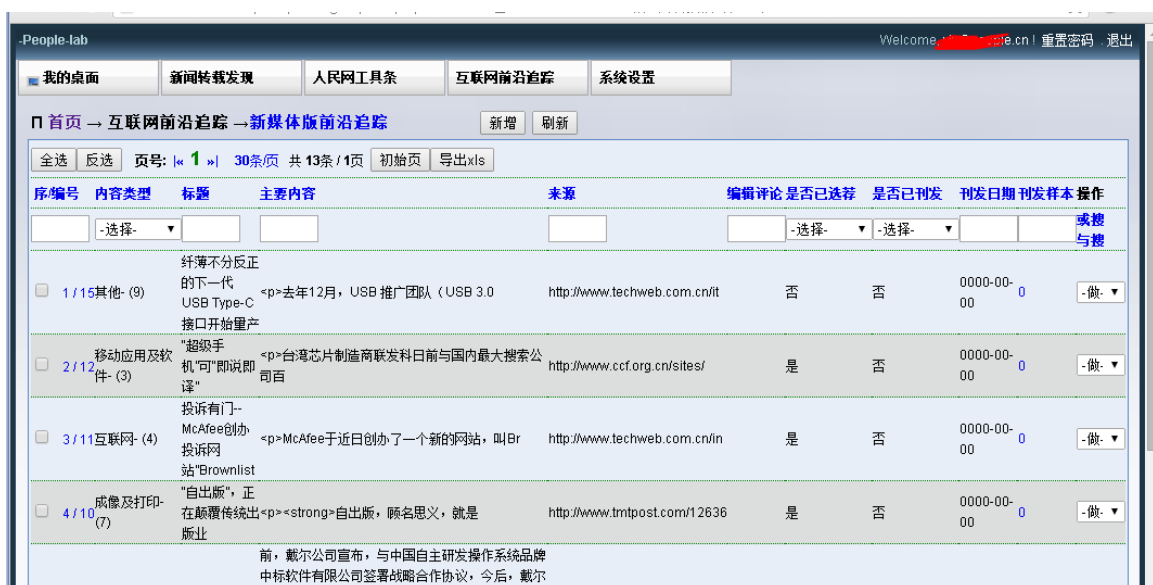 -People-lab
Welcome, .cn ! 重置密码 . 退出
我的桌面 新闻转载发现 人民网工具条 互联网前沿追踪 系统设置
首页 → 互联网前沿追踪 →新媒体版前沿追踪 新增 刷新
全选 反选 页号: |« 1 »| 30条/页 共 13条 / 1页 初始页 导出xls
序/编号 内容类型 标题 主要内容 来源 编辑评论 是否已选荐 是否已刊发 刊发日期 刊发样本 操作
-选择- -选择- -选择- 或搜
与搜
纤薄不分反正
的下一代
USB Type-C
接口开始量产
1 / 15 其他- (9) <p>去年12月，USB 推广团队（USB 3.0 http://www.techweb.com.cn/it 否 否 0000-00-
00 0 -做-
"超级手
机"可"即说即
译"
2 / 12 移动应用及软
件- (3) <p>台湾芯片制造商联发科日前与国内最大搜索公
司百 http://www.ccf.org.cn/sites/ 是 否 0000-00-
00 0 -做-
投诉有门--
McAfee创办
投诉网
站"Brownlist
3 / 11 互联网- (4) <p>McAfee于近日创办了一个新的网站，叫Br http://www.techweb.com.cn/in 是 否 0000-00-
00 0 -做-
"自出版"，正
在颠覆传统出
版业
4 / 10 成像及打印-
(7) <p><strong>自出版，顾名思义，就是 http://www.tmtpost.com/12636 是 否 0000-00-
00 0 -做-
前，戴尔公司宣布，与中国自主研发操作系统品牌
中标软件有限公司签署战略合作协议，今后，戴尔